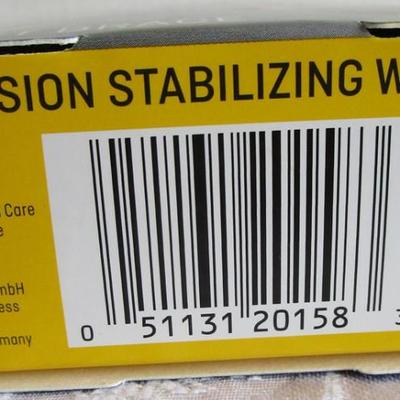 SION STABILIZING W
Care
e
mbH
ess
many
0 51131 20158 3